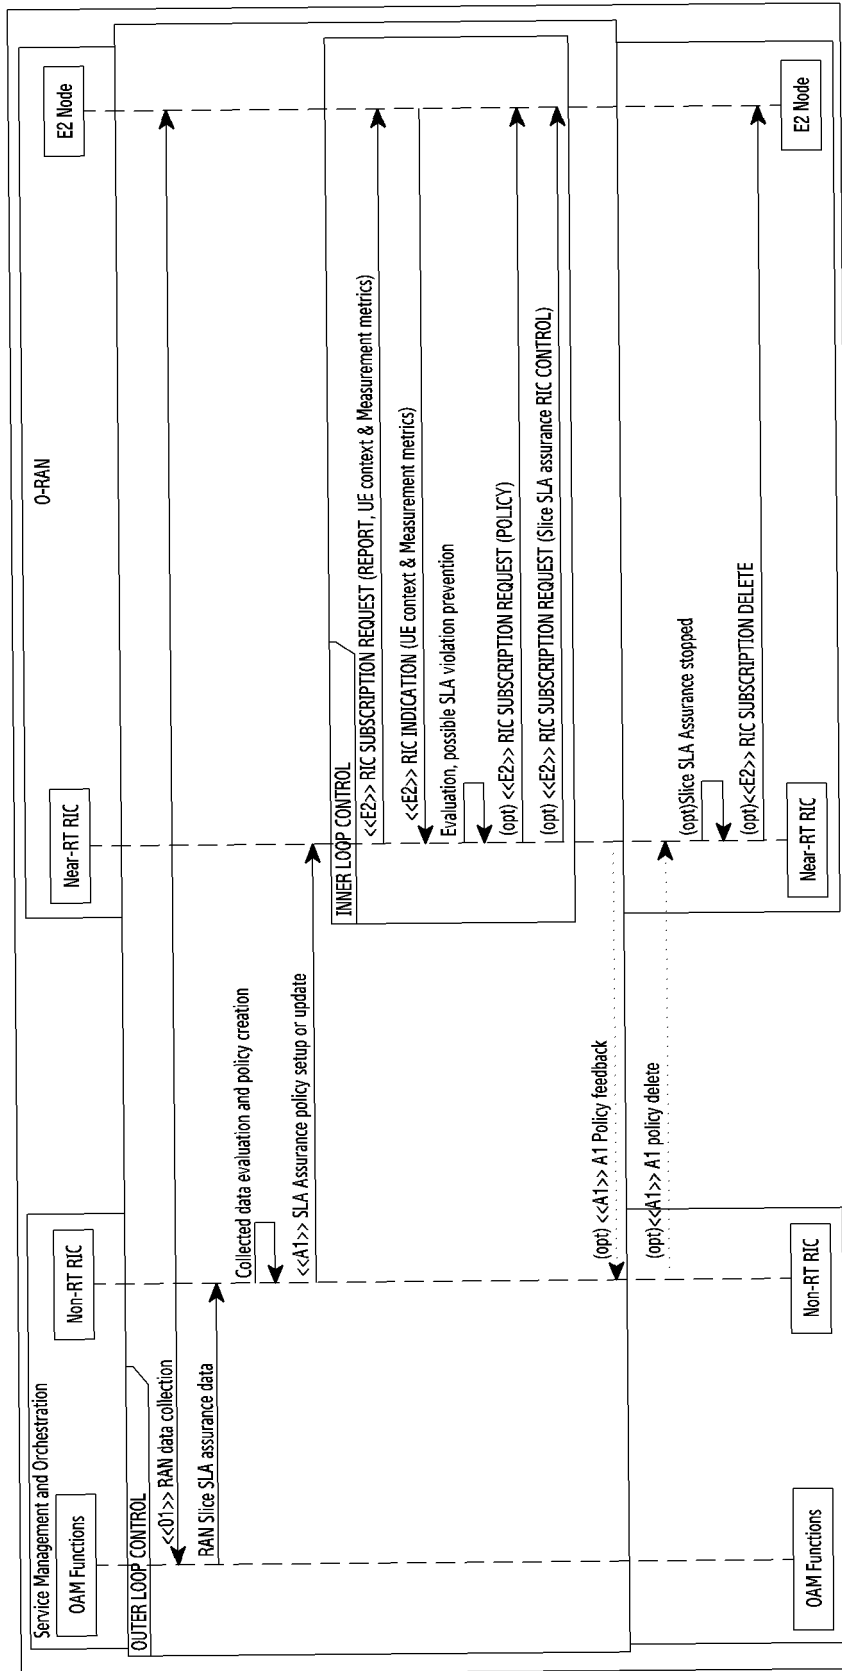 Service Management and Orchestration
O-RAN
OAM Functions
Non-RT RIC
Near-RT RIC
E2 Node
OUTER LOOP CONTROL
<<O1>> RAN data collection
RAN Slice SLA assurance data
Collected data evaluation and policy creation
<<A1>> SLA Assurance policy setup or update
INNER LOOP CONTROL
<<E2>> RIC SUBSCRIPTION REQUEST (REPORT, UE context & Measurement metrics)
<<E2>> RIC INDICATION (UE context & Measurement metrics)
Evaluation, possible SLA violation prevention
(opt) <<E2>> RIC SUBSCRIPTION REQUEST (POLICY)
(opt) <<E2>> RIC SUBSCRIPTION REQUEST (Slice SLA assurance RIC CONTROL)
(opt) <<A1>> A1 Policy feedback
(opt)<<A1>> A1 policy delete
(opt)Slice SLA Assurance stopped
(opt)<<E2>> RIC SUBSCRIPTION DELETE
OAM Functions
Non-RT RIC
Near-RT RIC
E2 Node